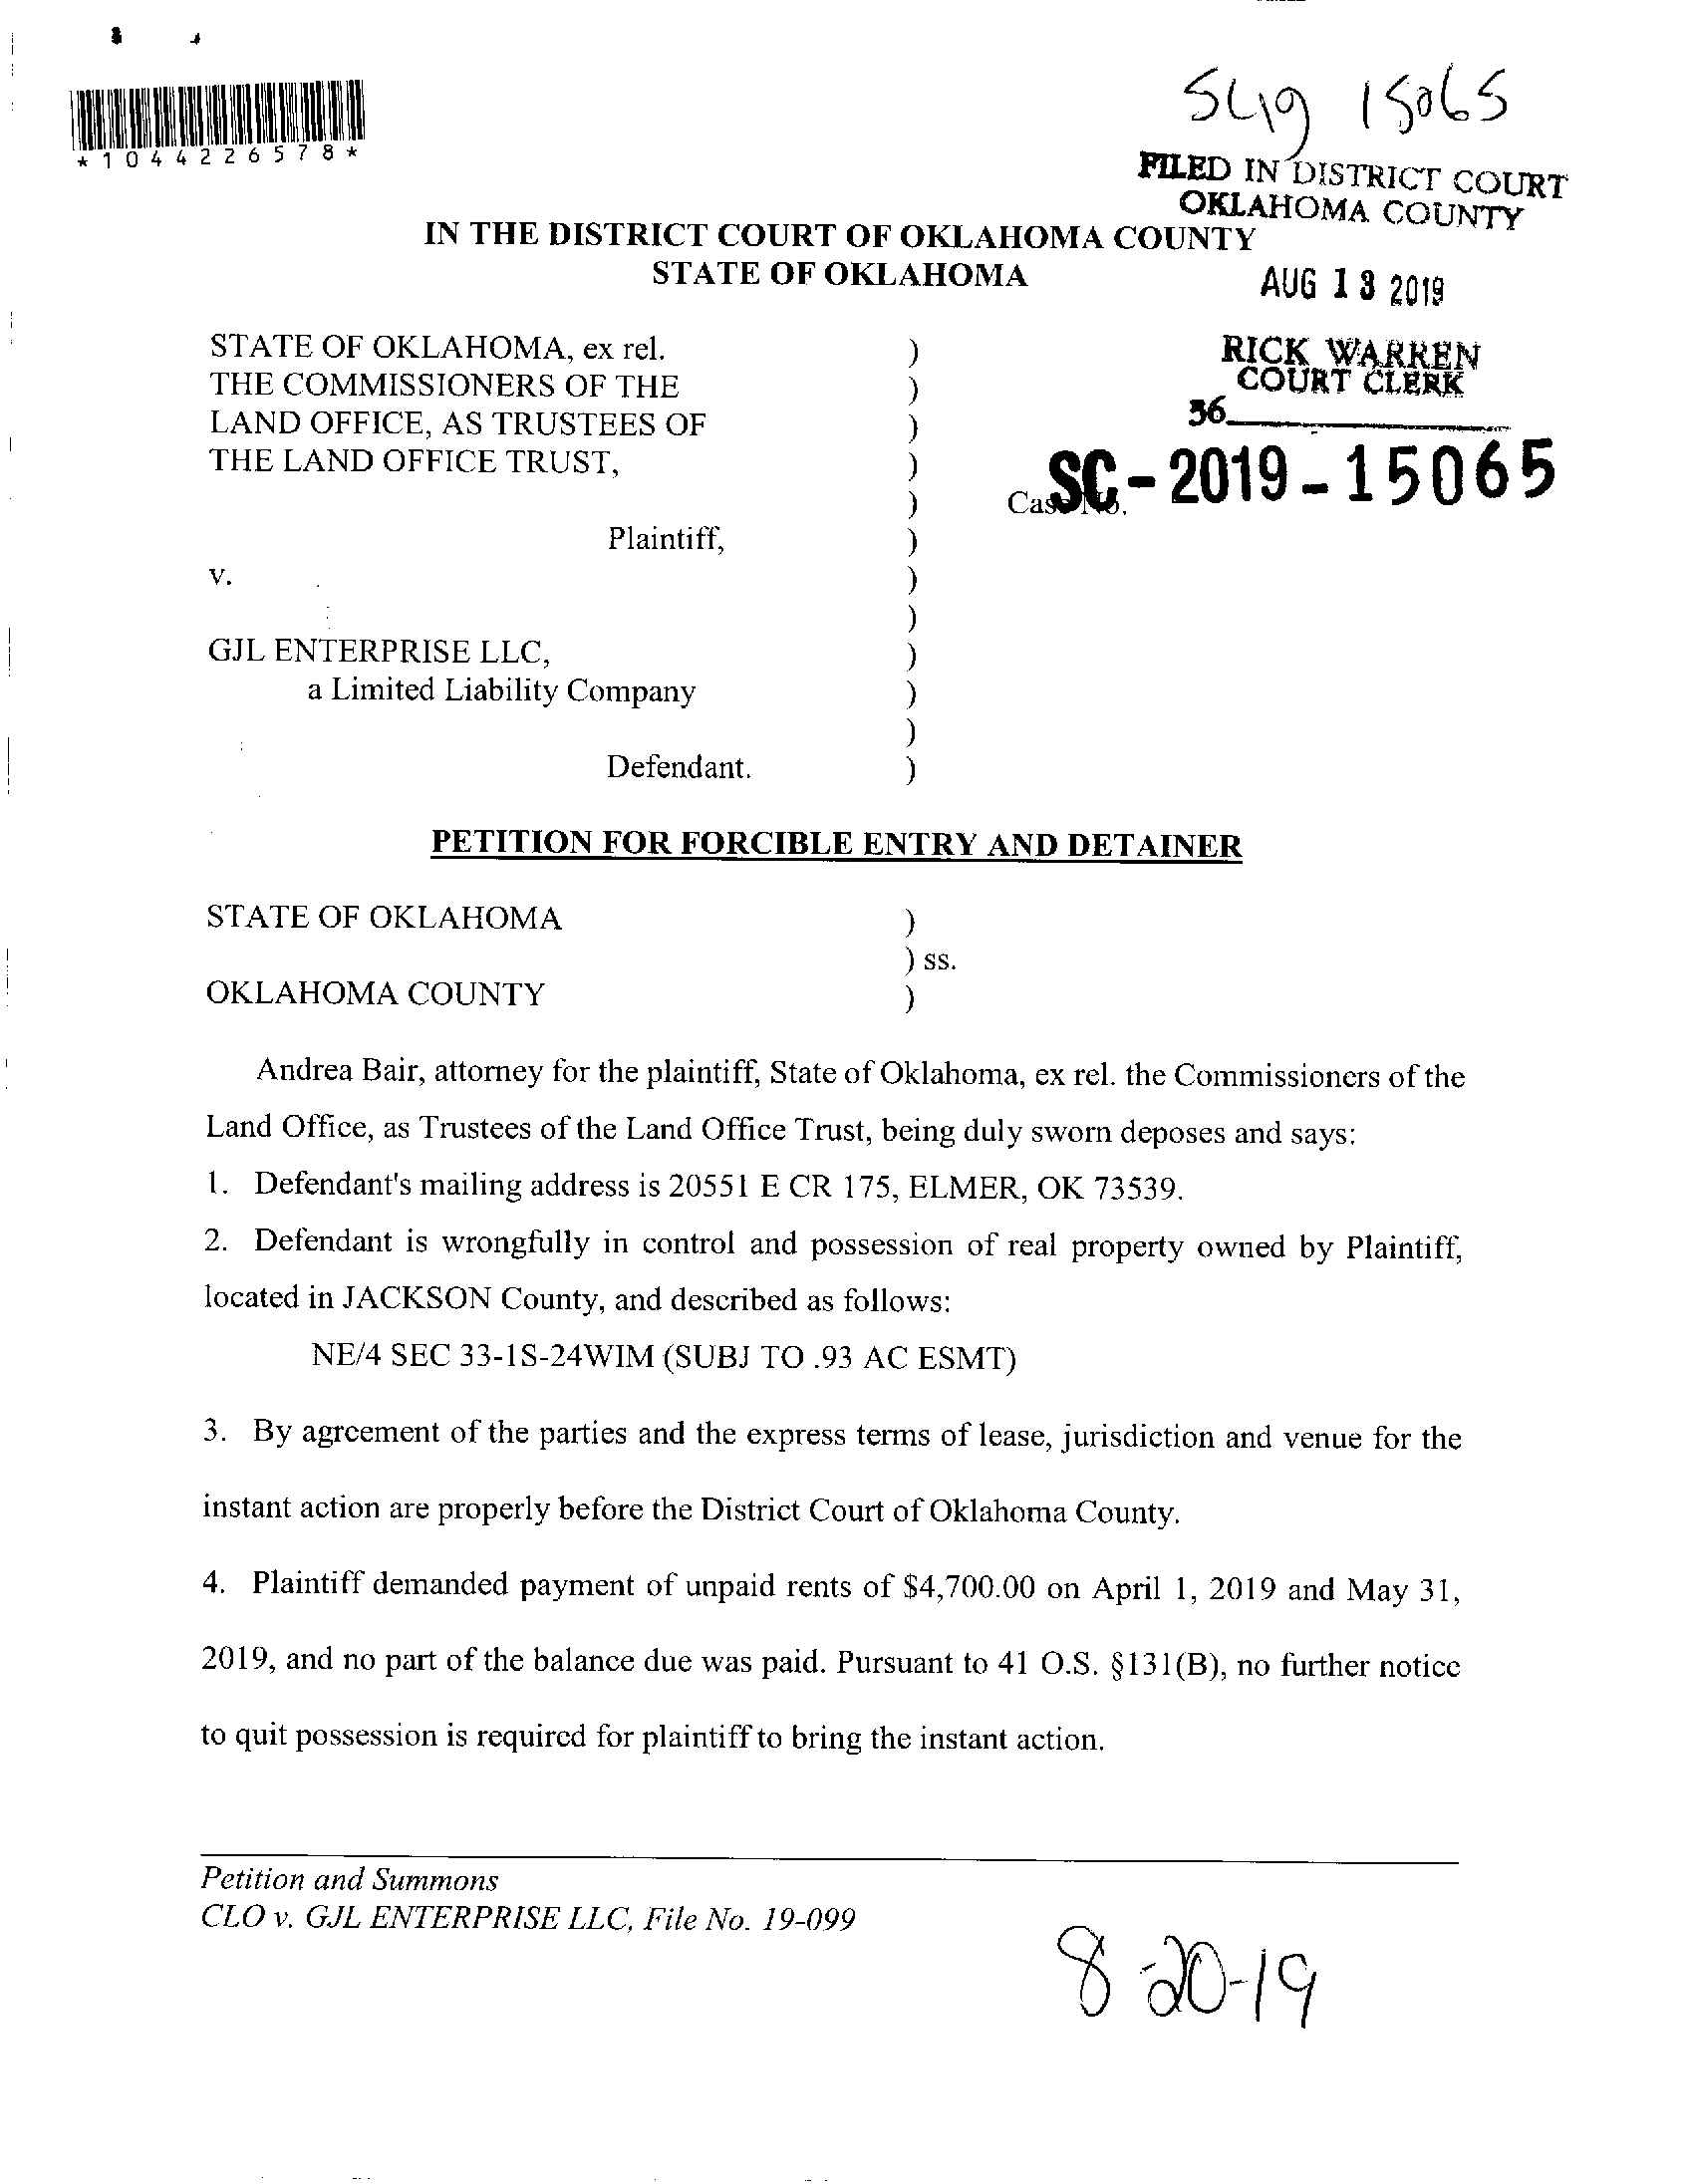 *1044226578*
SC19 15065
FILED IN DISTRICT COURT
OKLAHOMA COUNTY
IN THE DISTRICT COURT OF OKLAHOMA COUNTY
STATE OF OKLAHOMA
AUG 13 2019
STATE OF OKLAHOMA, ex rel. )
THE COMMISSIONERS OF THE )
LAND OFFICE, AS TRUSTEES OF )
THE LAND OFFICE TRUST, )
)
Plaintiff, )
v. )
)
GJL ENTERPRISE LLC, )
a Limited Liability Company )
)
Defendant. )
RICK WARREN
COURT CLERK
36
Case No. SC-2019-15065
PETITION FOR FORCIBLE ENTRY AND DETAINER
STATE OF OKLAHOMA )
) ss.
OKLAHOMA COUNTY )
Andrea Bair, attorney for the plaintiff, State of Oklahoma, ex rel. the Commissioners of the
Land Office, as Trustees of the Land Office Trust, being duly sworn deposes and says:
1. Defendant's mailing address is 20551 E CR 175, ELMER, OK 73539.
2. Defendant is wrongfully in control and possession of real property owned by Plaintiff,
located in JACKSON County, and described as follows:
NE/4 SEC 33-1S-24WIM (SUBJ TO .93 AC ESMT)
3. By agreement of the parties and the express terms of lease, jurisdiction and venue for the
instant action are properly before the District Court of Oklahoma County.
4. Plaintiff demanded payment of unpaid rents of $4,700.00 on April 1, 2019 and May 31,
2019, and no part of the balance due was paid. Pursuant to 41 O.S. §131(B), no further notice
to quit possession is required for plaintiff to bring the instant action.
Petition and Summons
CLO v. GJL ENTERPRISE LLC, File No. 19-099
8-20-19